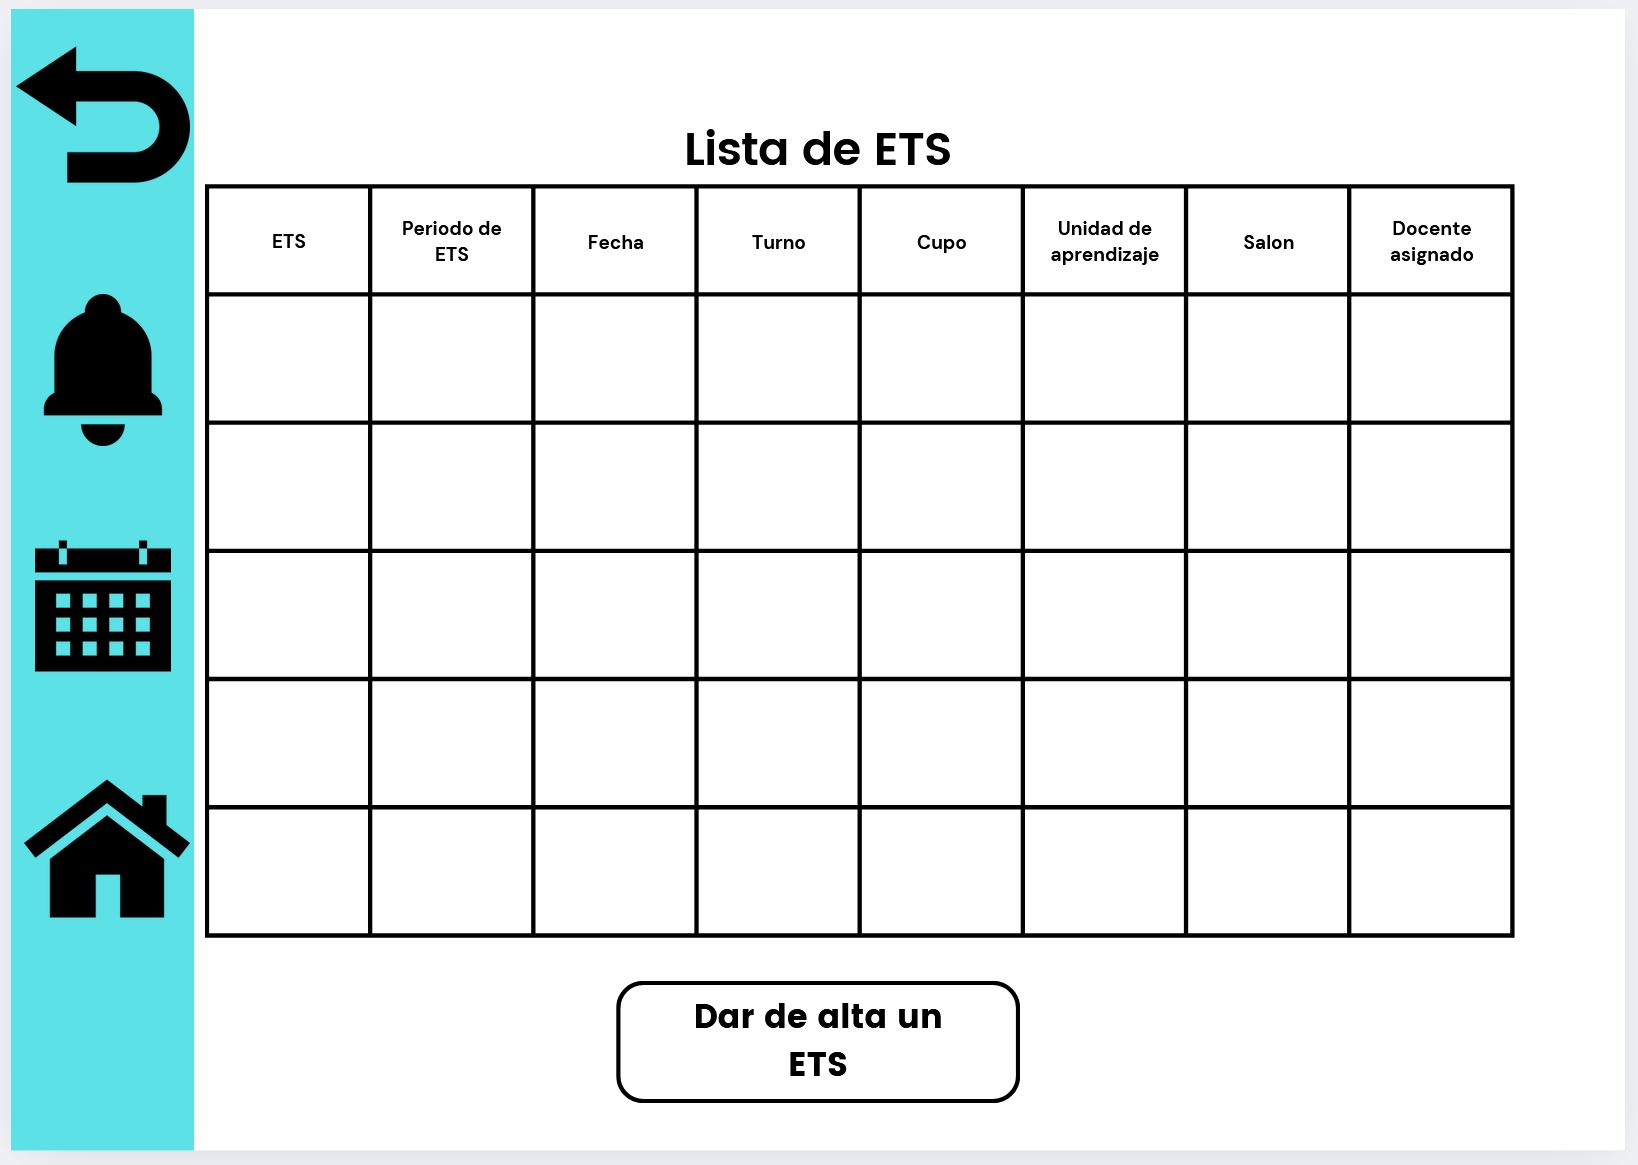 Lista de ETS
ETS
Periodo de
ETS
Fecha
Turno
Cupo
Unidad de
aprendizaje
Salon
Docente
asignado
Dar de alta un
ETS